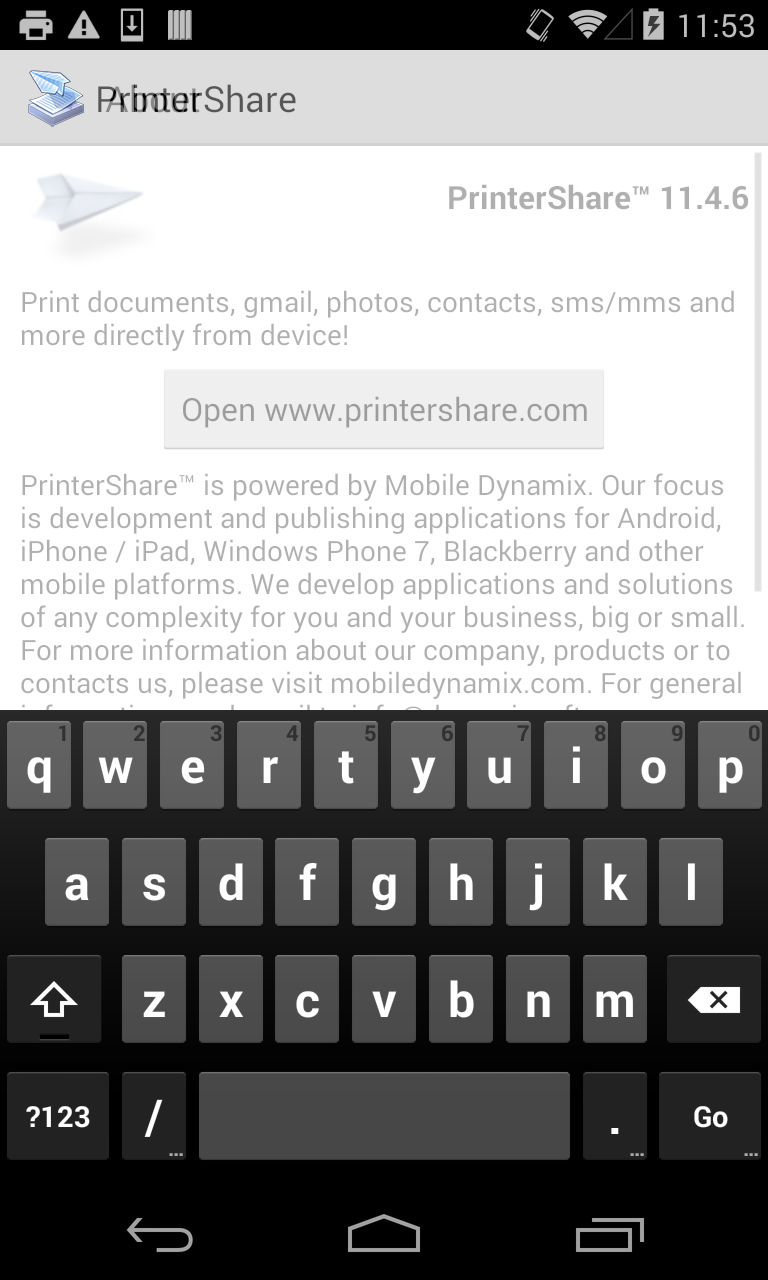 11:53
PrinterShare
About
PrinterShare™ 11.4.6
Print documents, gmail, photos, contacts, sms/mms and
more directly from device!
Open www.printershare.com
PrinterShare™ is powered by Mobile Dynamix. Our focus
is development and publishing applications for Android,
iPhone / iPad, Windows Phone 7, Blackberry and other
mobile platforms. We develop applications and solutions
of any complexity for you and your business, big or small.
For more information about our company, products or to
contacts us, please visit mobiledynamix.com. For general
1 2 3 4 5 6 7 8 9 0
q w e r t y u i o p
a s d f g h j k l
z x c v b n m
?123 / . Go
... ... ...